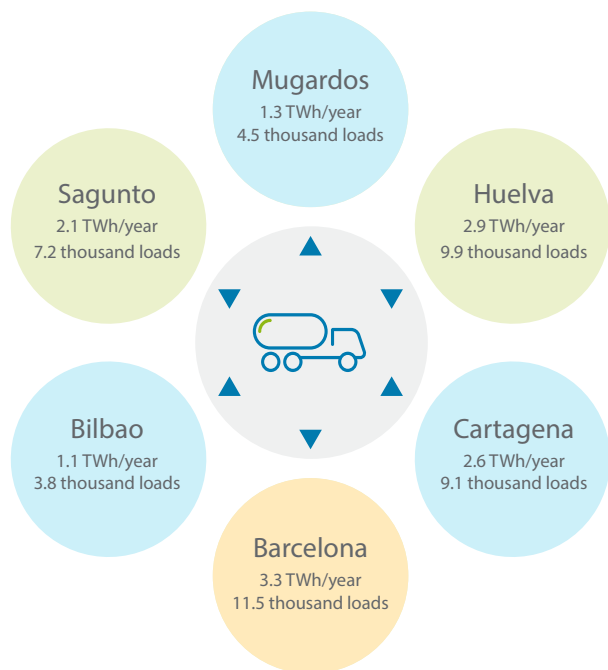 Mugardos
1.3 TWh/year
4.5 thousand loads
Sagunto
2.1 TWh/year
7.2 thousand loads
Huelva
2.9 TWh/year
9.9 thousand loads
Bilbao
1.1 TWh/year
3.8 thousand loads
Cartagena
2.6 TWh/year
9.1 thousand loads
Barcelona
3.3 TWh/year
11.5 thousand loads